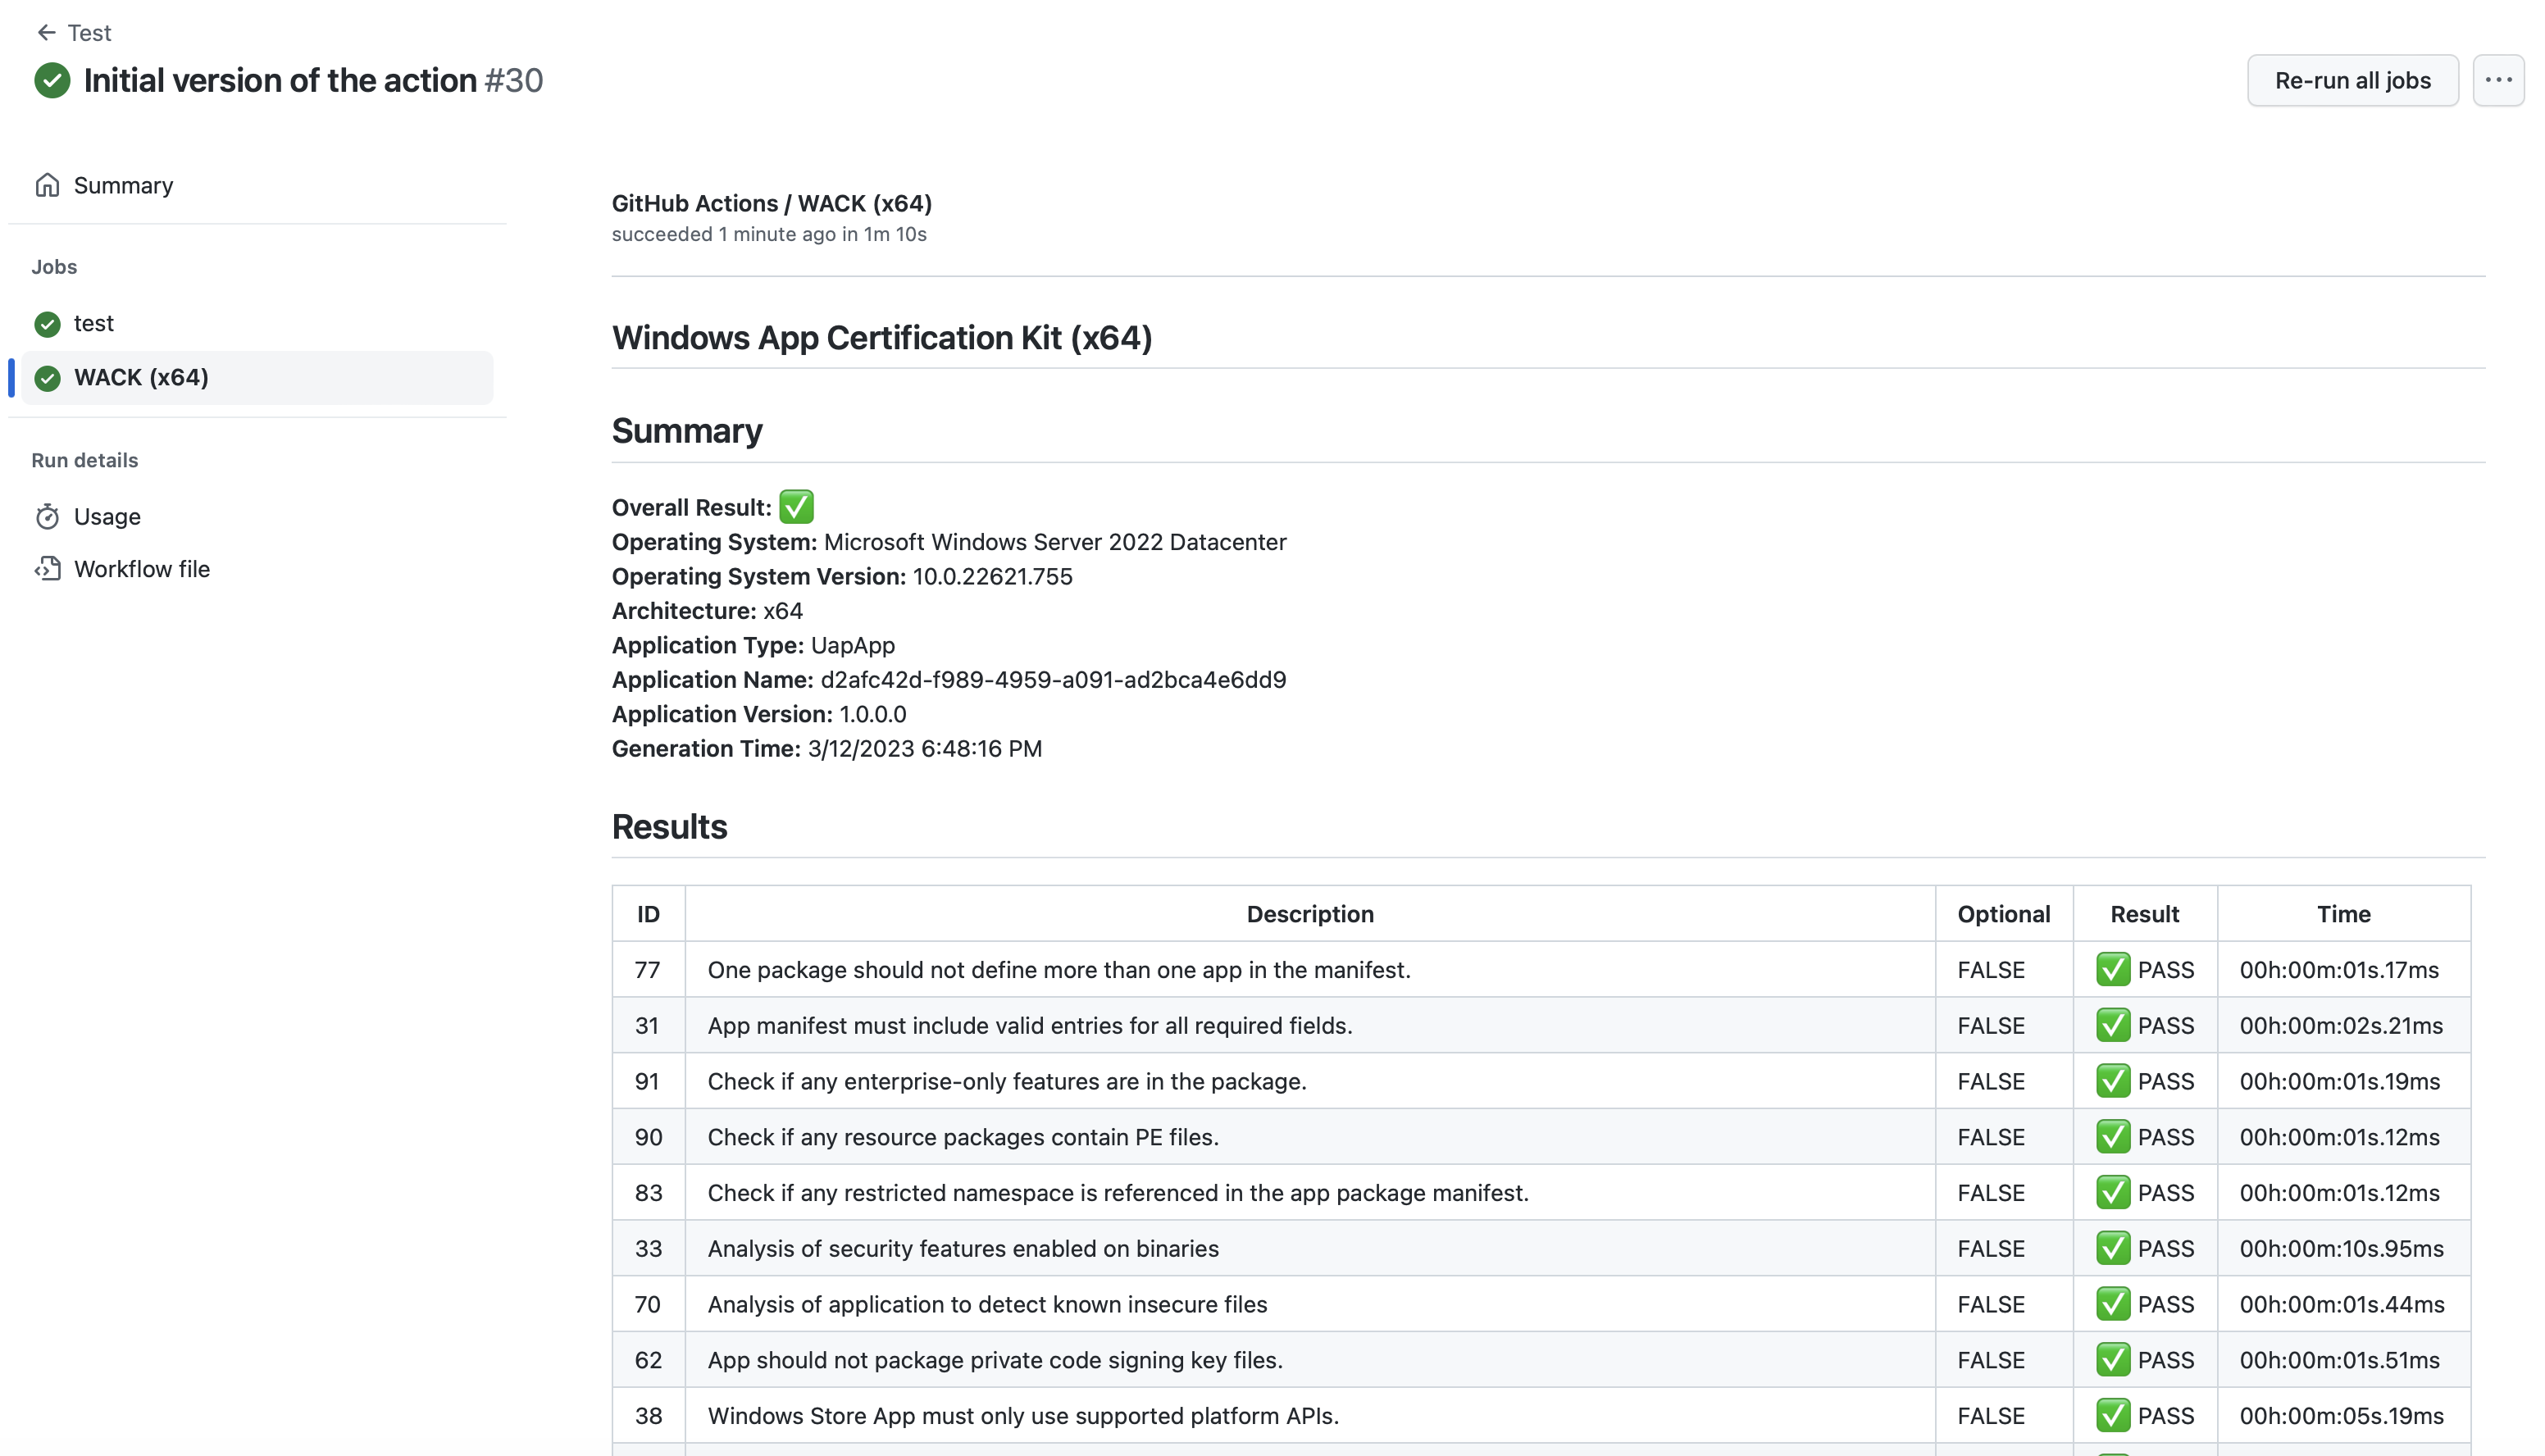 Test
Initial version of the action #30
Re-run all jobs
Summary
Jobs
test
WACK (x64)
Run details
Usage
Workflow file
GitHub Actions / WACK (x64)
succeeded 1 minute ago in 1m 10s
Windows App Certification Kit (x64)
Summary
Overall Result: ✅
Operating System: Microsoft Windows Server 2022 Datacenter
Operating System Version: 10.0.22621.755
Architecture: x64
Application Type: UapApp
Application Name: d2afc42d-f989-4959-a091-ad2bca4e6dd9
Application Version: 1.0.0.0
Generation Time: 3/12/2023 6:48:16 PM
Results
ID Description Optional Result Time
77 One package should not define more than one app in the manifest. FALSE ✅ PASS 00h:00m:01s.17ms
31 App manifest must include valid entries for all required fields. FALSE ✅ PASS 00h:00m:02s.21ms
91 Check if any enterprise-only features are in the package. FALSE ✅ PASS 00h:00m:01s.19ms
90 Check if any resource packages contain PE files. FALSE ✅ PASS 00h:00m:01s.12ms
83 Check if any restricted namespace is referenced in the app package manifest. FALSE ✅ PASS 00h:00m:01s.12ms
33 Analysis of security features enabled on binaries FALSE ✅ PASS 00h:00m:10s.95ms
70 Analysis of application to detect known insecure files FALSE ✅ PASS 00h:00m:01s.44ms
62 App should not package private code signing key files. FALSE ✅ PASS 00h:00m:01s.51ms
38 Windows Store App must only use supported platform APIs. FALSE ✅ PASS 00h:00m:05s.19ms